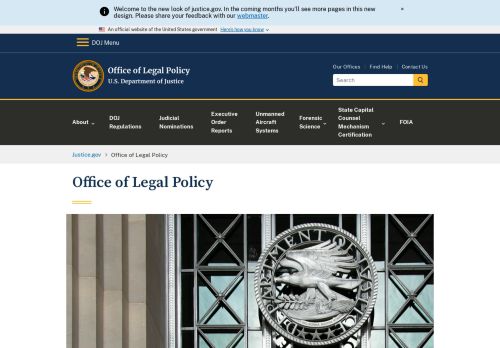 Welcome to the new look of justice.gov. In the coming months you'll see more pages in this new
design. Please share your feedback with our webmaster.
×
An official website of the United States government Here's how you know
DOJ Menu
Office of Legal Policy
U.S. Department of Justice
Our Offices Find Help Contact Us
Search
About
DOJ
Regulations
Judicial
Nominations
Executive
Order
Reports
Unmanned
Aircraft
Systems
Forensic
Science
State Capital
Counsel
Mechanism
Certification
FOIA
Justice.gov > Office of Legal Policy
Office of Legal Policy